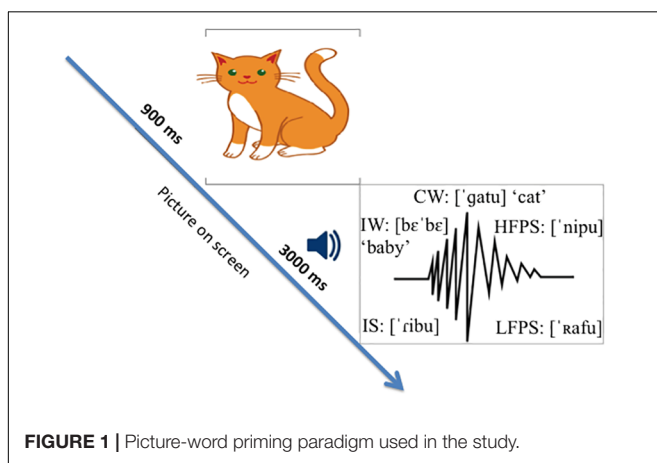 900 ms
Picture on screen
3000 ms
CW: [ˈgatu] ‘cat’
IW: [bɛˈbɛ]
‘baby’
HFPS: [ˈnipu]
IS: [ˈɾibu]
LFPS: [ˈʀafu]
FIGURE 1 | Picture-word priming paradigm used in the study.